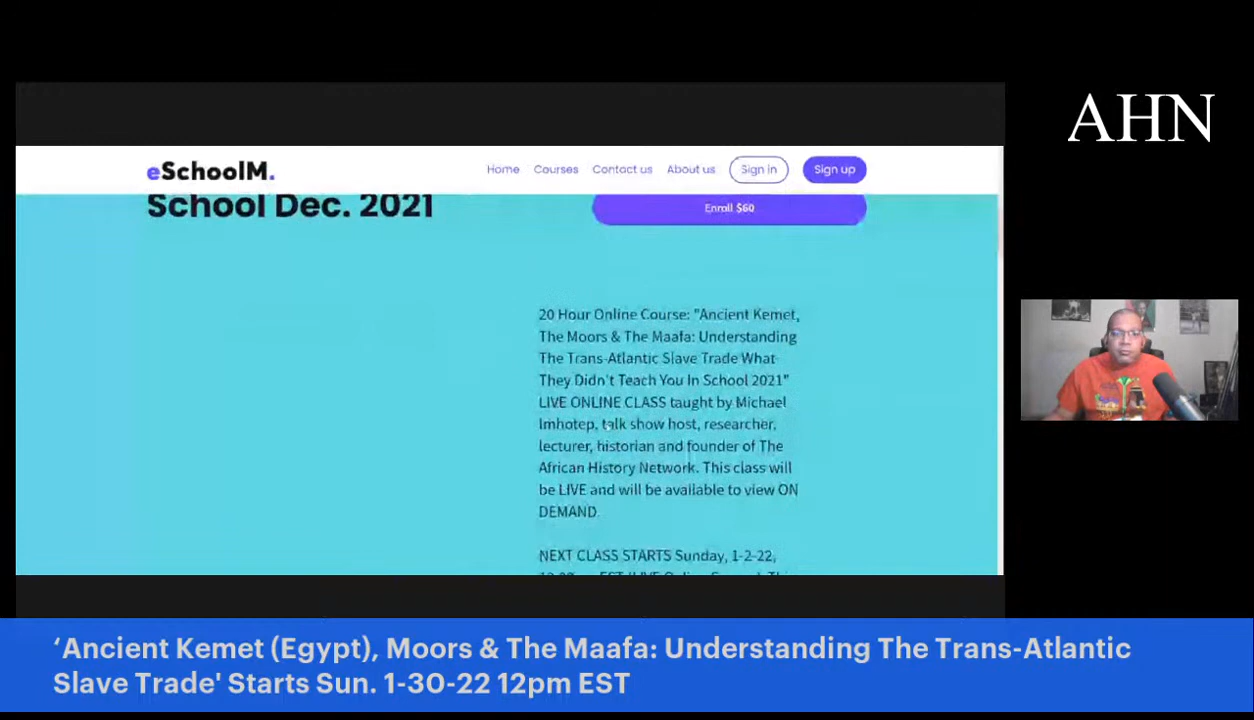 AHN
eSchoolM.
Home Courses Contact us About us Sign in Sign up
School Dec. 2021
Enroll $60
20 Hour Online Course: "Ancient Kemet,
The Moors & The Maafa: Understanding
The Trans-Atlantic Slave Trade What
They Didn't Teach You In School 2021"
LIVE ONLINE CLASS taught by Michael
Imhotep, talk show host, researcher,
lecturer, historian and founder of The
African History Network. This class will
be LIVE and will be available to view ON
DEMAND.
NEXT CLASS STARTS Sunday, 1-2-22,
‘Ancient Kemet (Egypt), Moors & The Maafa: Understanding The Trans-Atlantic
Slave Trade' Starts Sun. 1-30-22 12pm EST